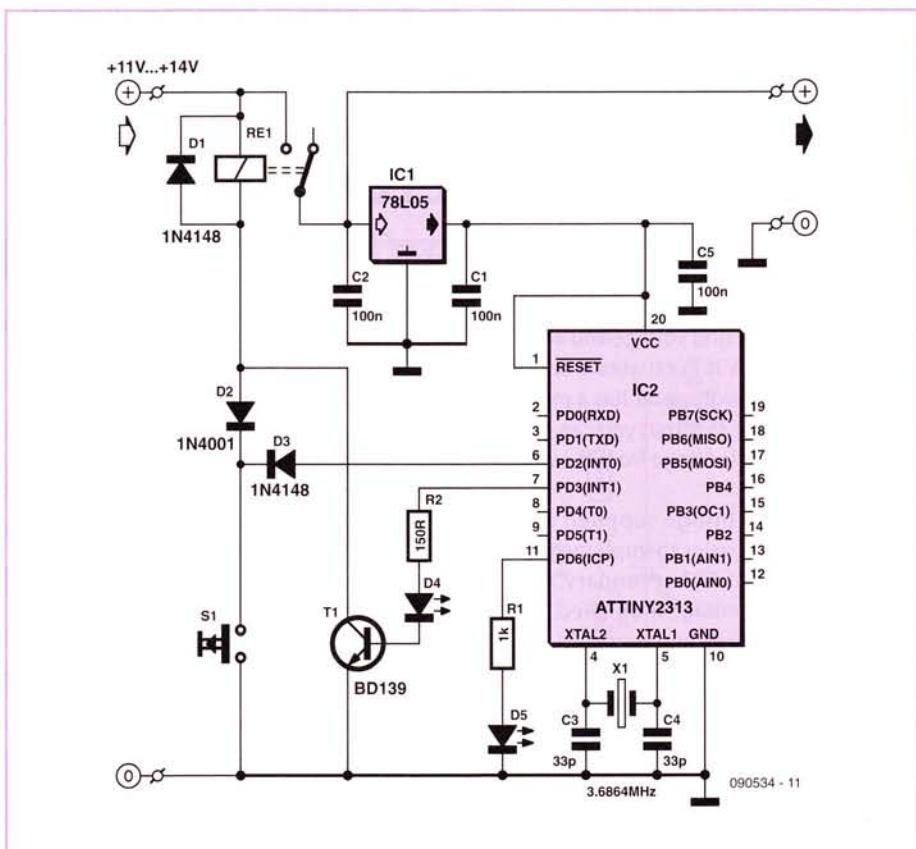 +11V...+14V
+
+
D1
RE1
1N4148
IC1
78L05
0
C2
100n
C1
100n
C5
100n
20
VCC
1
RESET
IC2
D2
1N4001
D3
1N4148
2
PD0(RXD)
PB7(SCK)
19
3
PD1(TXD)
PB6(MISO)
18
6
PD2(INT0)
PB5(MOSI)
17
7
PD3(INT1)
PB4
16
8
PD4(T0)
PB3(OC1)
15
9
PD5(T1)
PB2
14
11
PD6(ICP)
PB1(AIN1)
13
PB0(AIN0)
12
ATTINY2313
XTAL2
XTAL1
GND
4
5
10
R2
150R
D4
R1
1k
S1
T1
BD139
D5
X1
C3
33p
C4
33p
3.6864MHz
0
090534 - 11